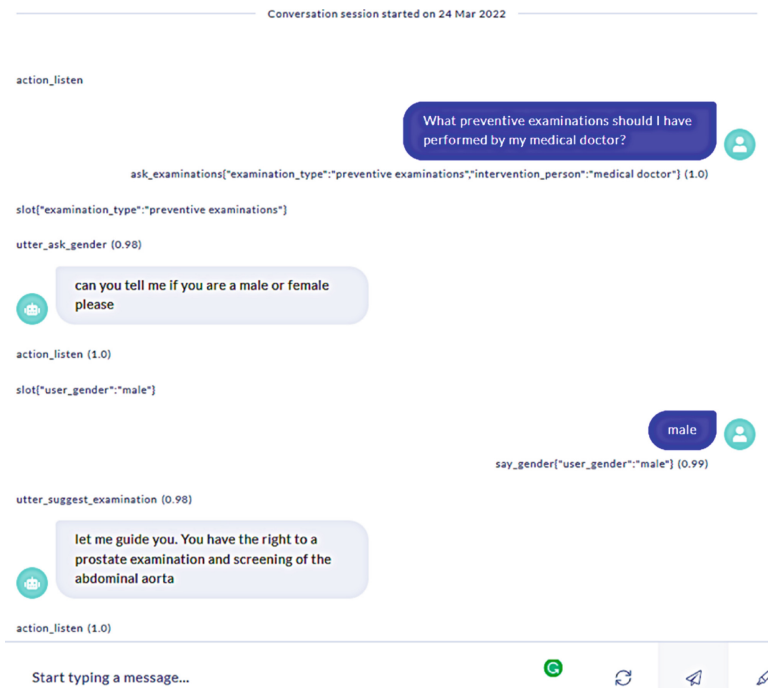 Conversation session started on 24 Mar 2022
action_listen
What preventive examinations should I have
performed by my medical doctor?
ask_examinations{"examination_type":"preventive examinations","intervention_person":"medical doctor"} (1.0)
slot{"examination_type":"preventive examinations"}
utter_ask_gender (0.98)
can you tell me if you are a male or female
please
action_listen (1.0)
slot{"user_gender":"male"}
male
say_gender{"user_gender":"male"} (0.99)
utter_suggest_examination (0.98)
let me guide you. You have the right to a
prostate examination and screening of the
abdominal aorta
action_listen (1.0)
Start typing a message...